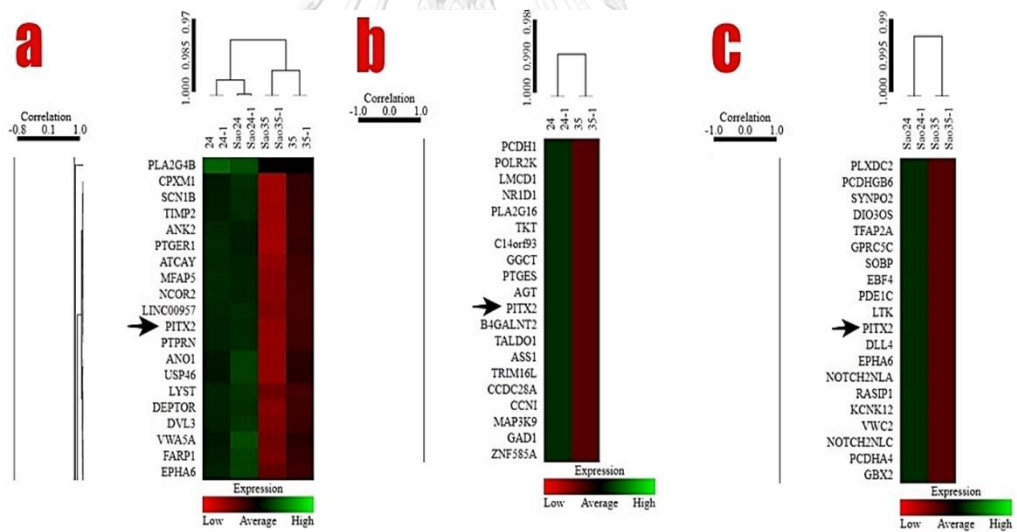 a
1.000 0.985 0.97
Correlation
-0.8 0.1 1.0
24
24-1
Sao24
Sao24-1
Sao35
Sao35-1
35
35-1
PLA2G4B
CPXM1
SCN1B
TIMP2
ANK2
PTGER1
ATCAY
MFAP5
NCOR2
LINC00957
PITX2
PTPRN
ANO1
USP46
LYST
DEPTOR
DVL3
VWA5A
FARP1
EPHA6
Expression
Low Average High
b
1.000 0.990 0.98
Correlation
-1.0 0.0 1.0
24
24-1
35
35-1
PCDH1
POLR2K
LMCD1
NR1D1
PLA2G16
TKT
C14orf93
GGCT
PTGES
AGT
PITX2
B4GALNT2
TALDO1
ASS1
TRIM16L
CCDC28A
CCNI
MAP3K9
GAD1
ZNF585A
Expression
Low Average High
c
1.000 0.995 0.99
Correlation
-1.0 0.0 1.0
Sao24
Sao24-1
Sao35
Sao35-1
PLXDC2
PCDHGB6
SYNPO2
DIO3OS
TFAP2A
GPRC5C
SOBP
EBF4
PDE1C
LTK
PITX2
DLL4
EPHA6
NOTCH2NLA
RASIP1
KCNK12
VWC2
NOTCH2NLC
PCDHA4
GBX2
Expression
Low Average High